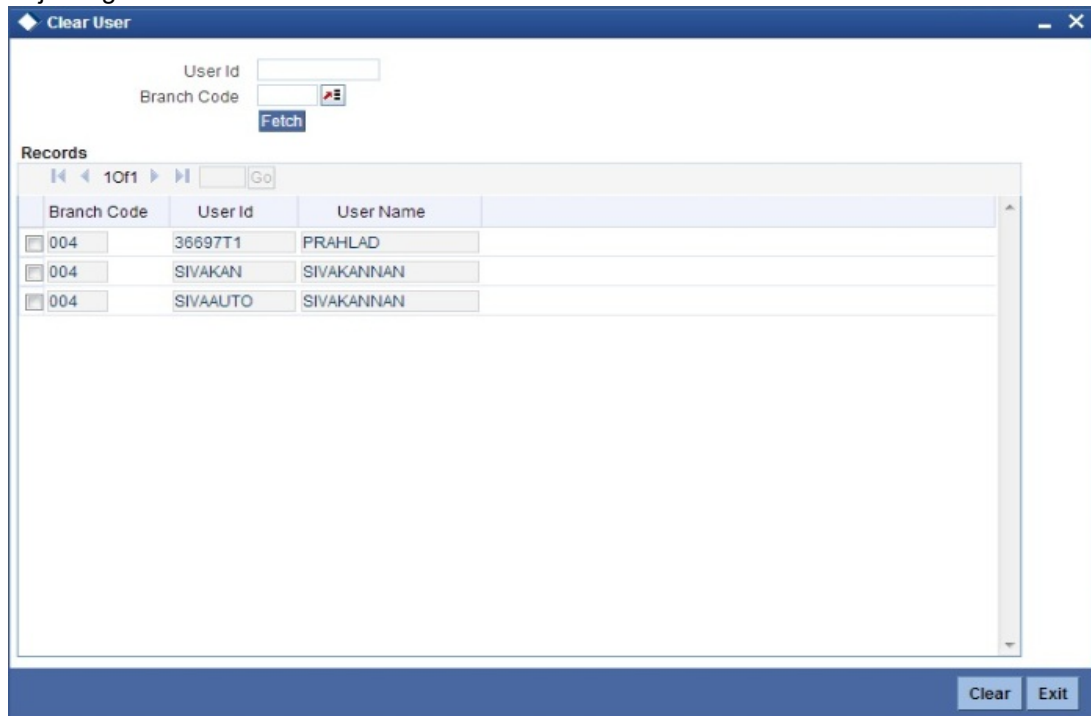 Clear User
User Id
Branch Code
Fetch
Records
1Of1 Go
Branch Code User Id User Name
004 36697T1 PRAHLAD
004 SIVAKAN SIVAKANNAN
004 SIVAAUTO SIVAKANNAN
Clear Exit